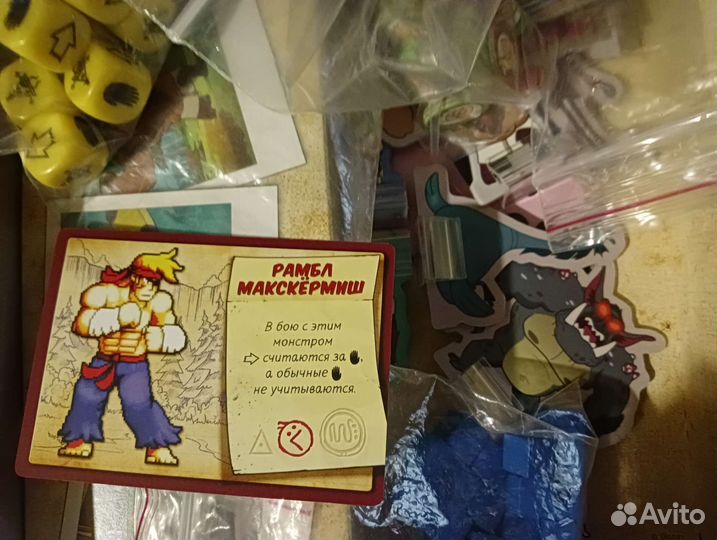 РАМБЛ
МАКСКЁРМИШ
В бою с этим
монстром
считаются за ,
а обычные
не учитываются.
Avito